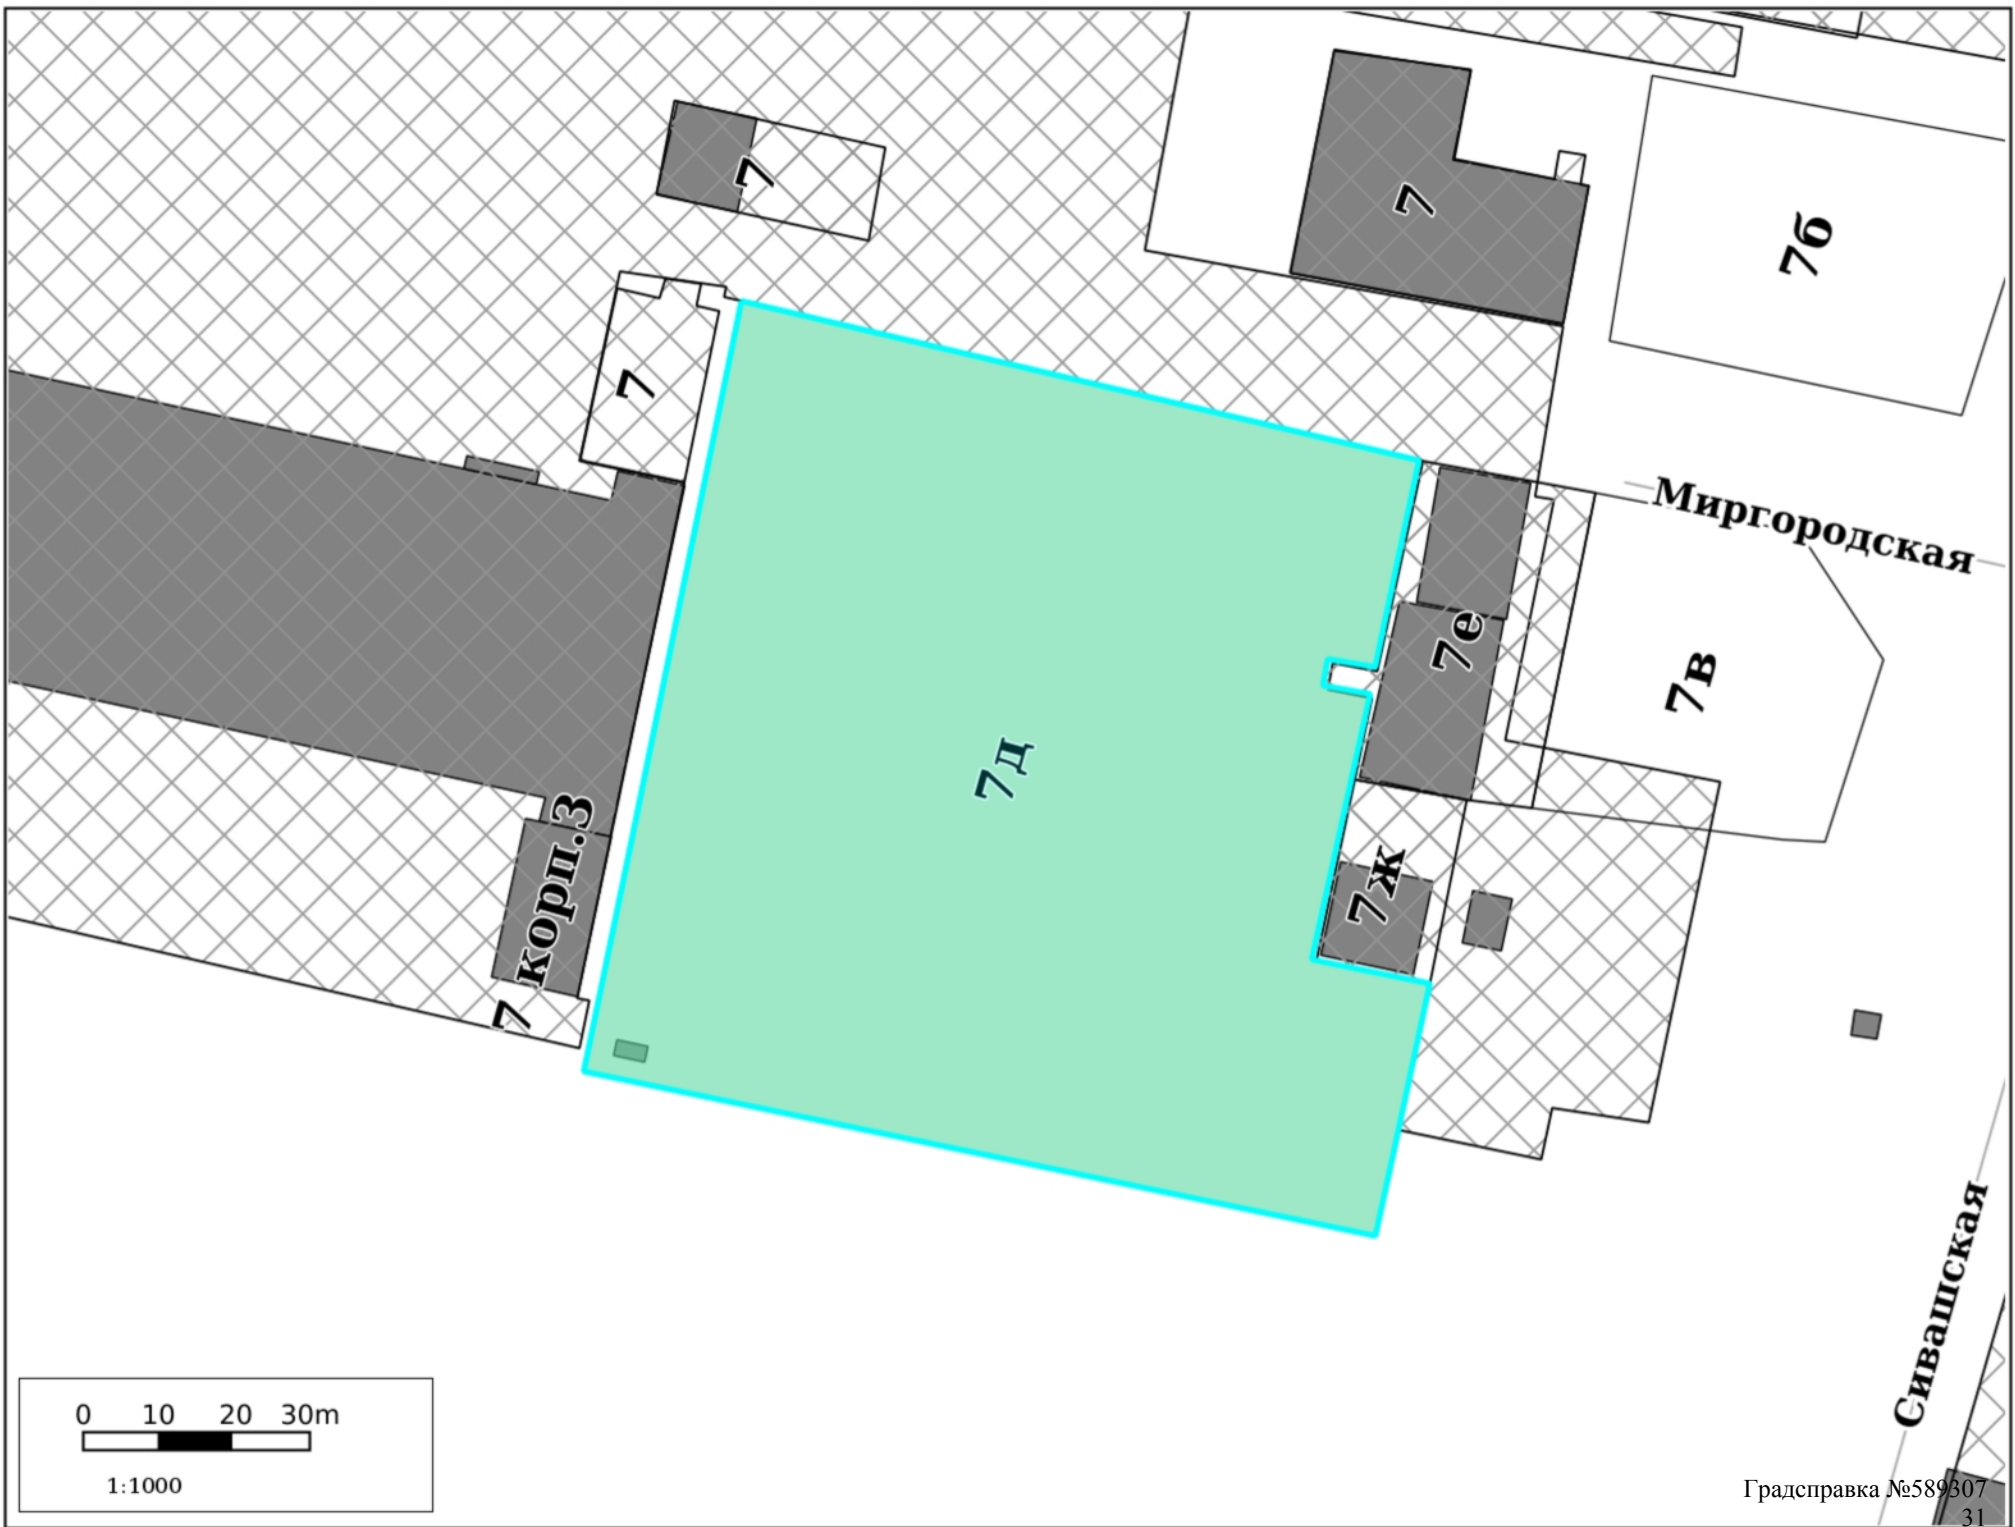 7
7
7б
7
Миргородская
7е
7в
7д
7ж
7 корп.3
Сивашская
0 10 20 30m
1:1000
Градсправка №589307
31